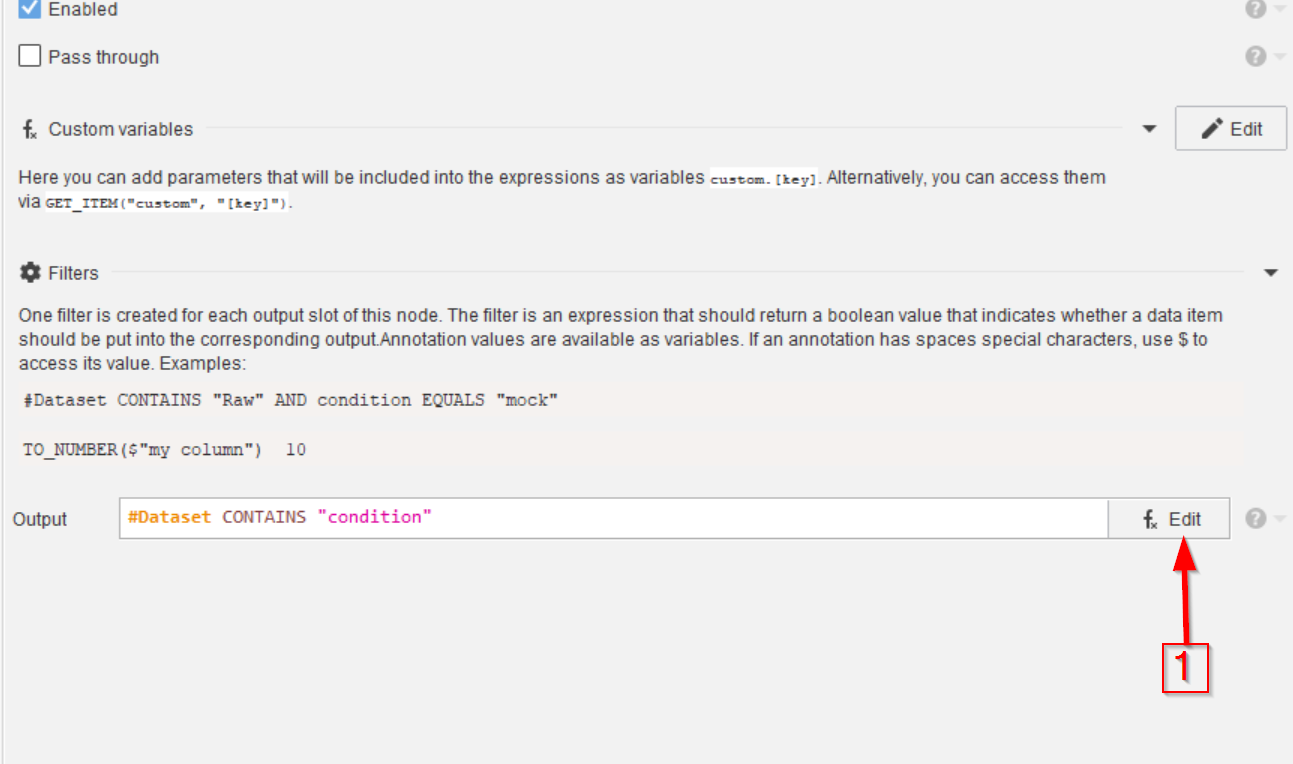 Enabled
Pass through
Custom variables
Edit
Here you can add parameters that will be included into the expressions as variables custom.[key]. Alternatively, you can access them
via GET_ITEM("custom", "[key]").
Filters
One filter is created for each output slot of this node. The filter is an expression that should return a boolean value that indicates whether a data item
should be put into the corresponding output.Annotation values are available as variables. If an annotation has spaces special characters, use $ to
access its value. Examples:
#Dataset CONTAINS "Raw" AND condition EQUALS "mock"
TO_NUMBER($"my column")  10
Output #Dataset CONTAINS "condition" fx Edit
1